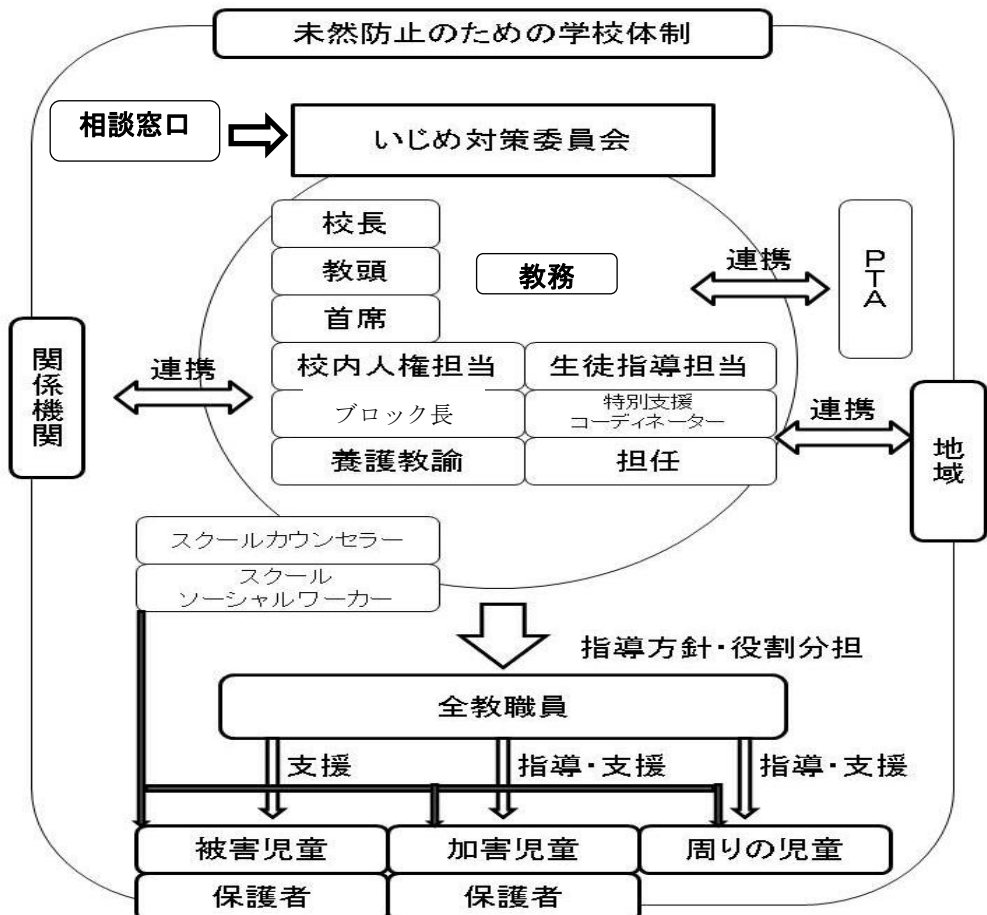 未然防止のための学校体制
相談窓口
いじめ対策委員会
校長
教頭
教務
首席
連携
PTA
関係機関
連携
校内人権担当
生徒指導担当
ブロック長
特別支援
コーディネーター
養護教諭
担任
連携
地域
スクールカウンセラー
スクール
ソーシャルワーカー
指導方針・役割分担
全教職員
支援
指導・支援
指導・支援
被害児童
加害児童
周りの児童
保護者
保護者